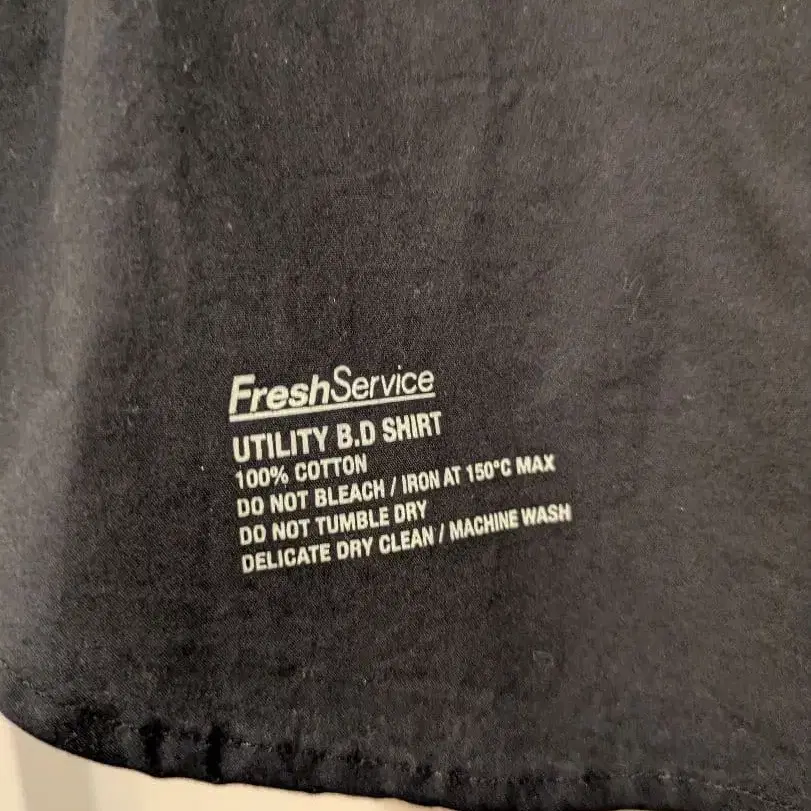 FreshService
UTILITY B.D SHIRT
100% COTTON
DO NOT BLEACH / IRON AT 150°C MAX
DO NOT TUMBLE DRY
DELICATE DRY CLEAN / MACHINE WASH